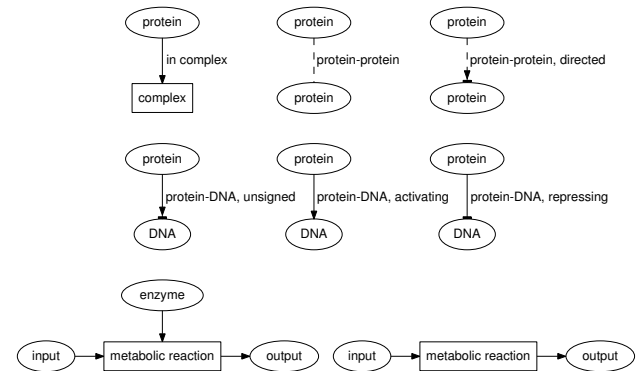 protein protein protein
in complex protein-protein protein-protein, directed
complex protein protein
protein protein protein
protein-DNA, unsigned protein-DNA, activating protein-DNA, repressing
DNA DNA DNA
enzyme
input metabolic reaction output input metabolic reaction output